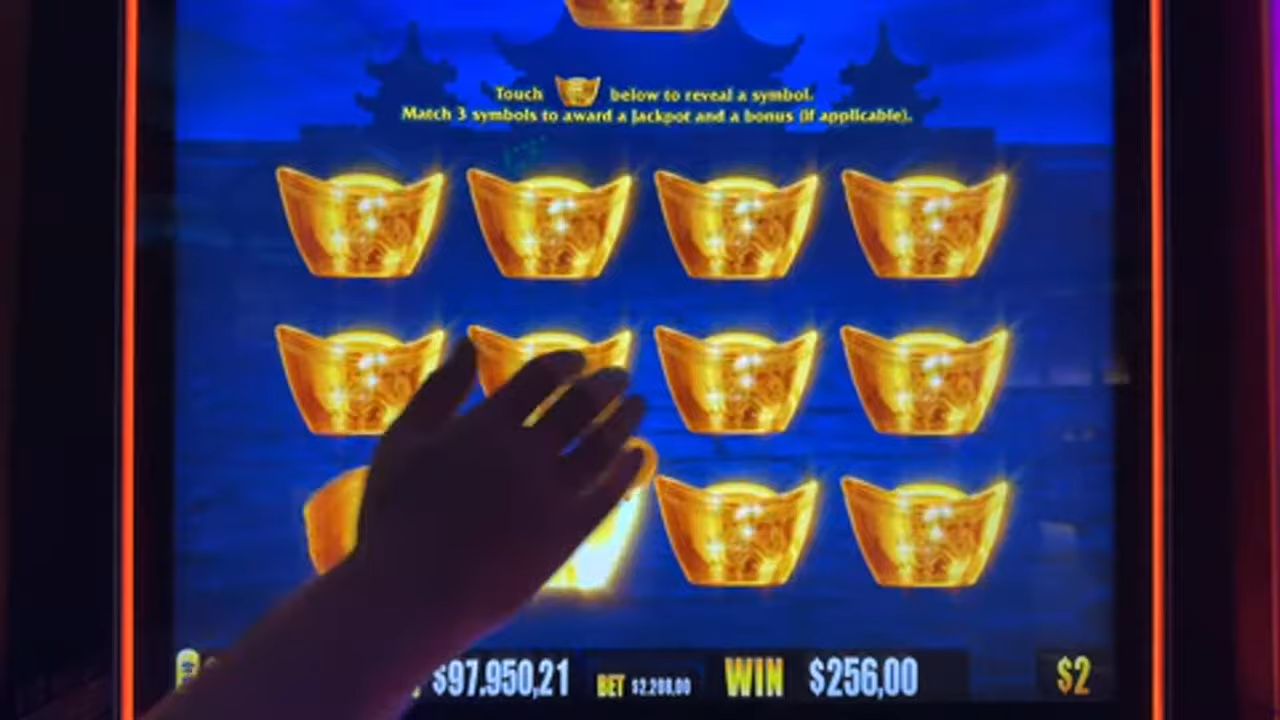 Touch below to reveal a symbol.
Match 3 symbols to award a Jackpot and a bonus (if applicable).
$97.950,21 BET $2.208,00 WIN $256,00 $2